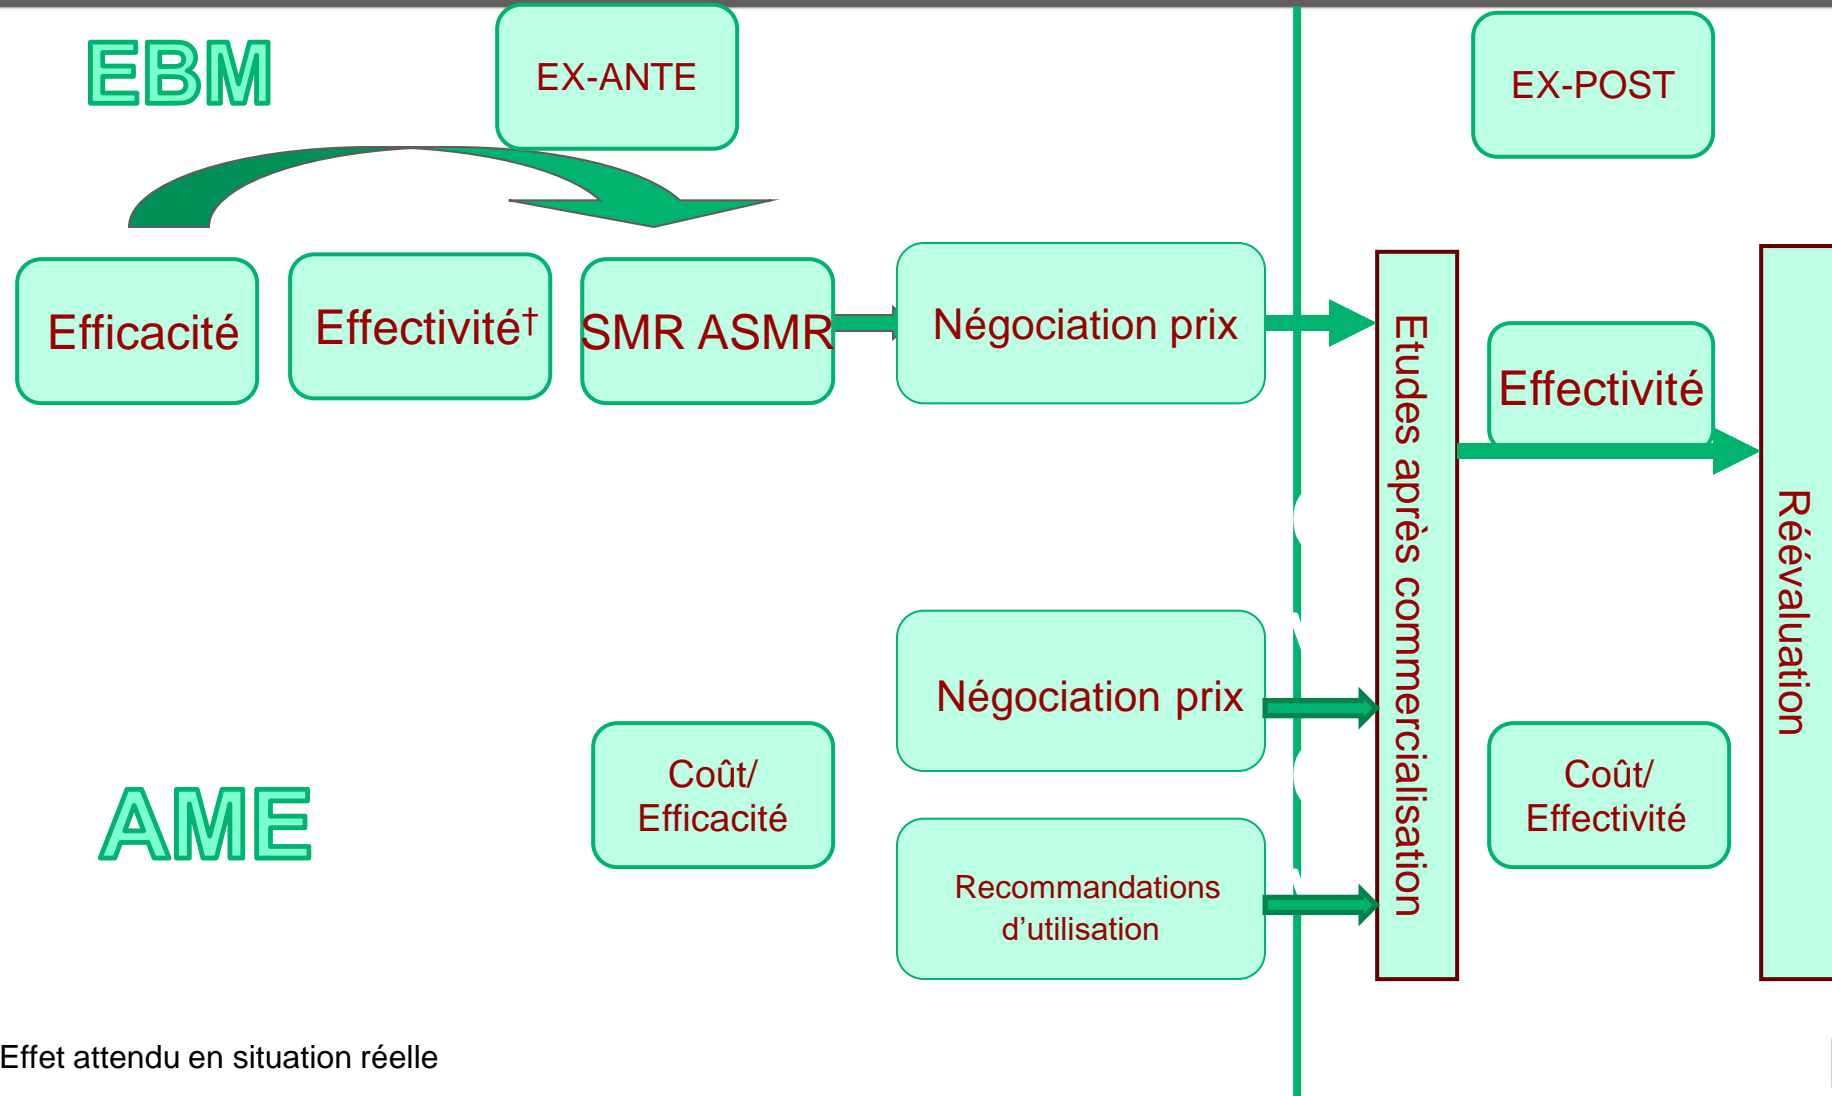 EBM
EX-ANTE
EX-POST
Efficacité
Effectivité†
SMR ASMR
Négociation prix
Etudes après commercialisation
Effectivité
Réévaluation
AME
Coût/
Efficacité
Négociation prix
Recommandations
d’utilisation
Coût/
Effectivité
Effet attendu en situation réelle